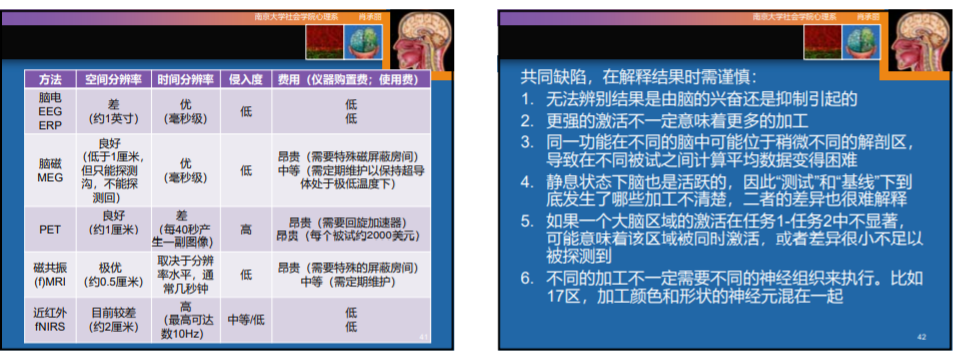 南京大学社会学院心理系 肖承丽
方法 空间分辨率 时间分辨率 侵入度 费用（仪器购置费；使用费）
脑电
EEG
ERP
差
(约1英寸)
优
(毫秒级)
低
低
低
脑磁
MEG
良好
(低于1厘米，
但只能探测
沟，不能探
测回)
优
(毫秒级)
低
昂贵（需要特殊磁屏蔽房间）
中等（需定期维护以保持超导
体处于极低温度下）
PET
良好
(约1厘米)
差
(每40秒产
生一副图像)
高
昂贵（需要回旋加速器）
昂贵（每个被试约2000美元）
磁共振
(f)MRI
极优
(约0.5厘米)
取决于分辨
率水平，通
常几秒钟
低
昂贵（需要特殊的屏蔽房间）
中等（需定期维护）
近红外
fNIRS
目前较差
(约2厘米)
高
（最高可达
数10Hz）
中等/低
低
低
41
南京大学社会学院心理系 肖承丽
共同缺陷，在解释结果时需谨慎：
1. 无法辨别结果是由脑的兴奋还是抑制引起的
2. 更强的激活不一定意味着更多的加工
3. 同一功能在不同的脑中可能位于稍微不同的解剖区，
导致在不同被试之间计算平均数据变得困难
4. 静息状态下脑也是活跃的，因此“测试”和“基线”下到
底发生了哪些加工不清楚，二者的差异也很难解释
5. 如果一个大脑区域的激活在任务1-任务2中不显著，
可能意味着该区域被同时激活，或者差异很小不足以
被探测到
6. 不同的加工不一定需要不同的神经组织来执行。比如
17区，加工颜色和形状的神经元混在一起
42